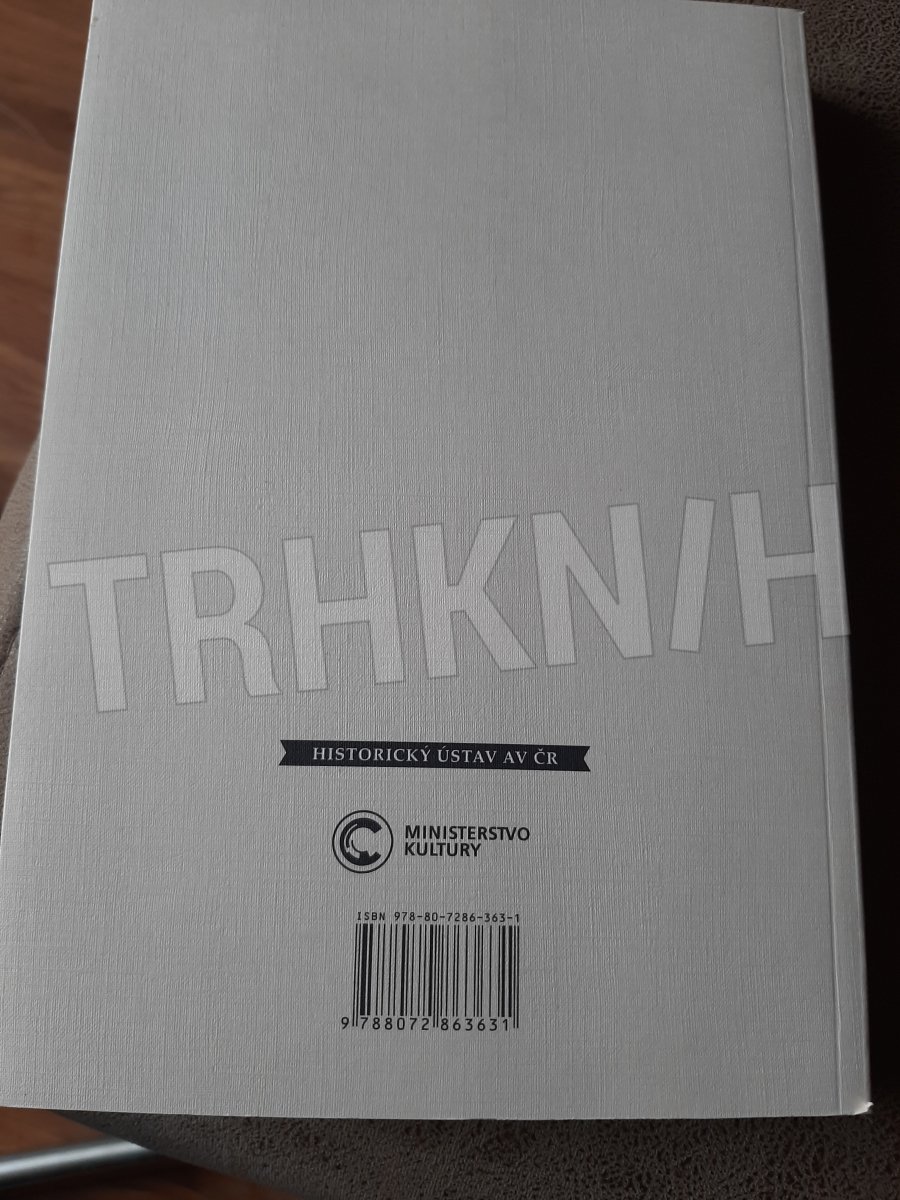 TRHKNIH
HISTORICKÝ ÚSTAV AV ČR
MINISTERSTVO
KULTURY
ISBN 978-80-7286-363-1
9 788072 863631